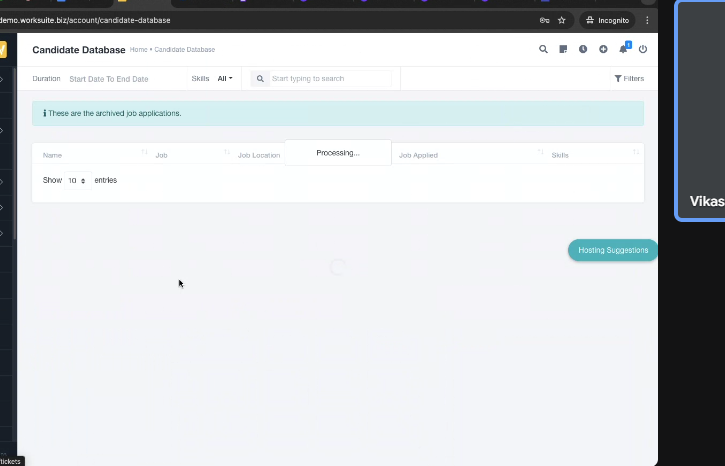 demo.worksuite.biz/account/candidate-database
Incognito
Candidate Database Home • Candidate Database
1
Duration Start Date To End Date Skills All Start typing to search Filters
These are the archived job applications.
Name Job Job Location Processing... Job Applied Skills
Show 10 entries
Hosting Suggestions
Vikas
/tickets